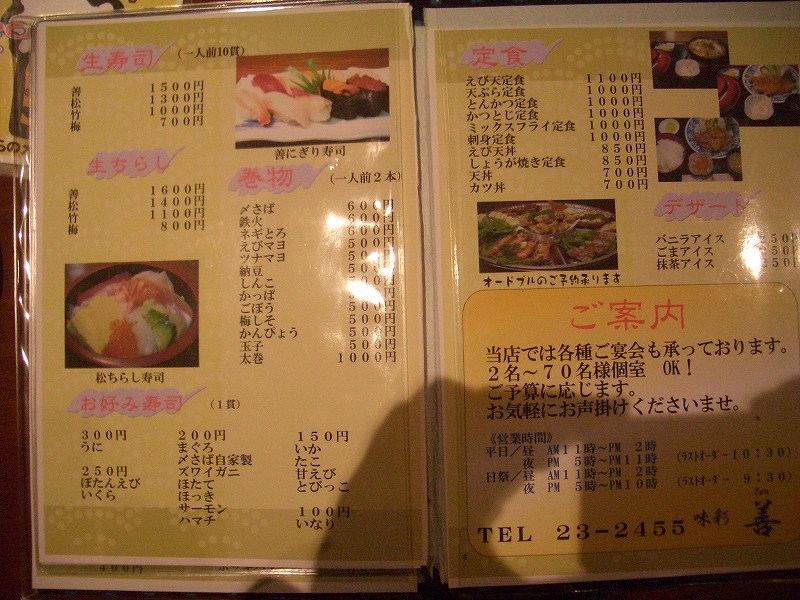 生寿司 (一人前10貫)
善 1500円
松 1300円
竹 1000円
梅 700円
善にぎり寿司
生ちらし
善 1600円
松 1400円
竹 1100円
梅 800円
松ちらし寿司
巻物 (一人前2本)
〆さば 600円
鉄火 600円
ネギとろ
えびマヨ 500円
ツナマヨ 500円
納豆
しんこ
かっぱ
ごぼう 500円
梅しそ 500円
かんぴょう 500円
玉子 500円
太巻 1000円
お好み寿司 (1貫)
300円
うに
250円
ぼたんえび
いくら
200円
まぐろ
〆さば自家製
ズワイガニ
ほたて
ほっき
サーモン
ハマチ
150円
いか
たこ
甘えび
とびっこ
100円
いなり
400円
定食
えび天定食 1100円
天ぷら定食 1000円
とんかつ定食 1000円
かつとじ定食 1000円
ミックスフライ定食 1000円
刺身定食 1000円
えび天丼 850円
しょうが焼き定食 850円
天丼 700円
カツ丼 700円
オードブルのご予約承ります
デザート
バニラアイス 250円
ごまアイス 250円
抹茶アイス 250円
ご案内
当店では各種ご宴会も承っております。
2名〜70名様個室 OK!
ご予算に応じます。
お気軽にお声掛けくださいませ。
《営業時間》
平日/昼 AM11時〜PM 2時
夜 PM 5時〜PM11時 (ラストオーダ-10:30)
日祭/昼 AM11時〜PM 2時
夜 PM 5時〜PM10時 (ラストオーダ- 9:30)
TEL 23-2455 味彩 善